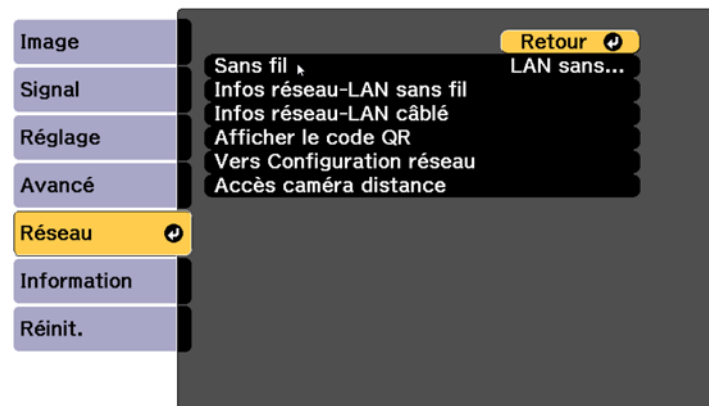 Image
Signal
Réglage
Avancé
Réseau
Information
Réinit.
Retour
Sans fil LAN sans...
Infos réseau-LAN sans fil
Infos réseau-LAN câblé
Afficher le code QR
Vers Configuration réseau
Accès caméra distance